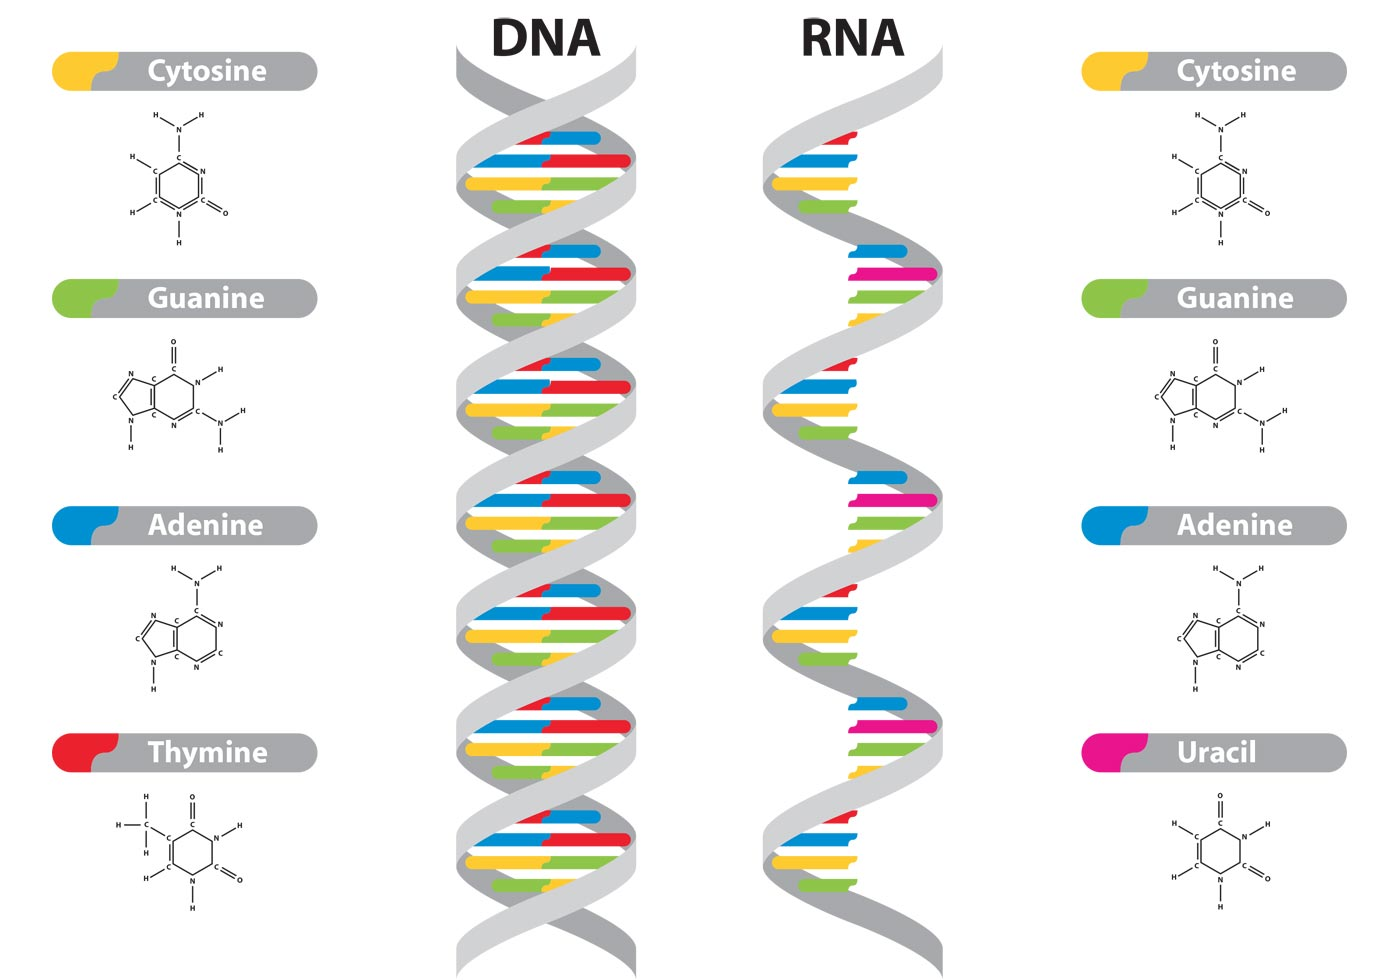 DNA
RNA
Cytosine
H H
N
C
H C N
C C
H N O
H
Guanine
O
C H
N C N
C
C C H
N N N
H H
Adenine
H H
N
C
N C N
C
C C
N N
H
Thymine
H O
H C C H
C N
H
C C
H N O
H
Cytosine
H H
N
C
H C N
C C
H N O
H
Guanine
O
C H
N C N
C
C C H
N N N
H H
Adenine
H H
N
C
N C N
C
C C
N N
H
Uracil
O
H C H
C N
C C
H N O
H